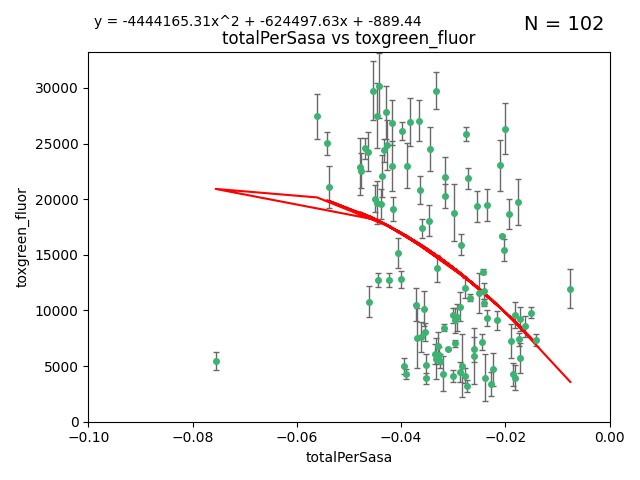 y = -4444165.31x^2 + -624497.63x + -889.44
N = 102
totalPerSasa vs toxgreen_fluor
toxgreen_fluor
30000
25000
20000
15000
10000
5000
0
−0.10
−0.08
−0.06
−0.04
−0.02
0.00
totalPerSasa